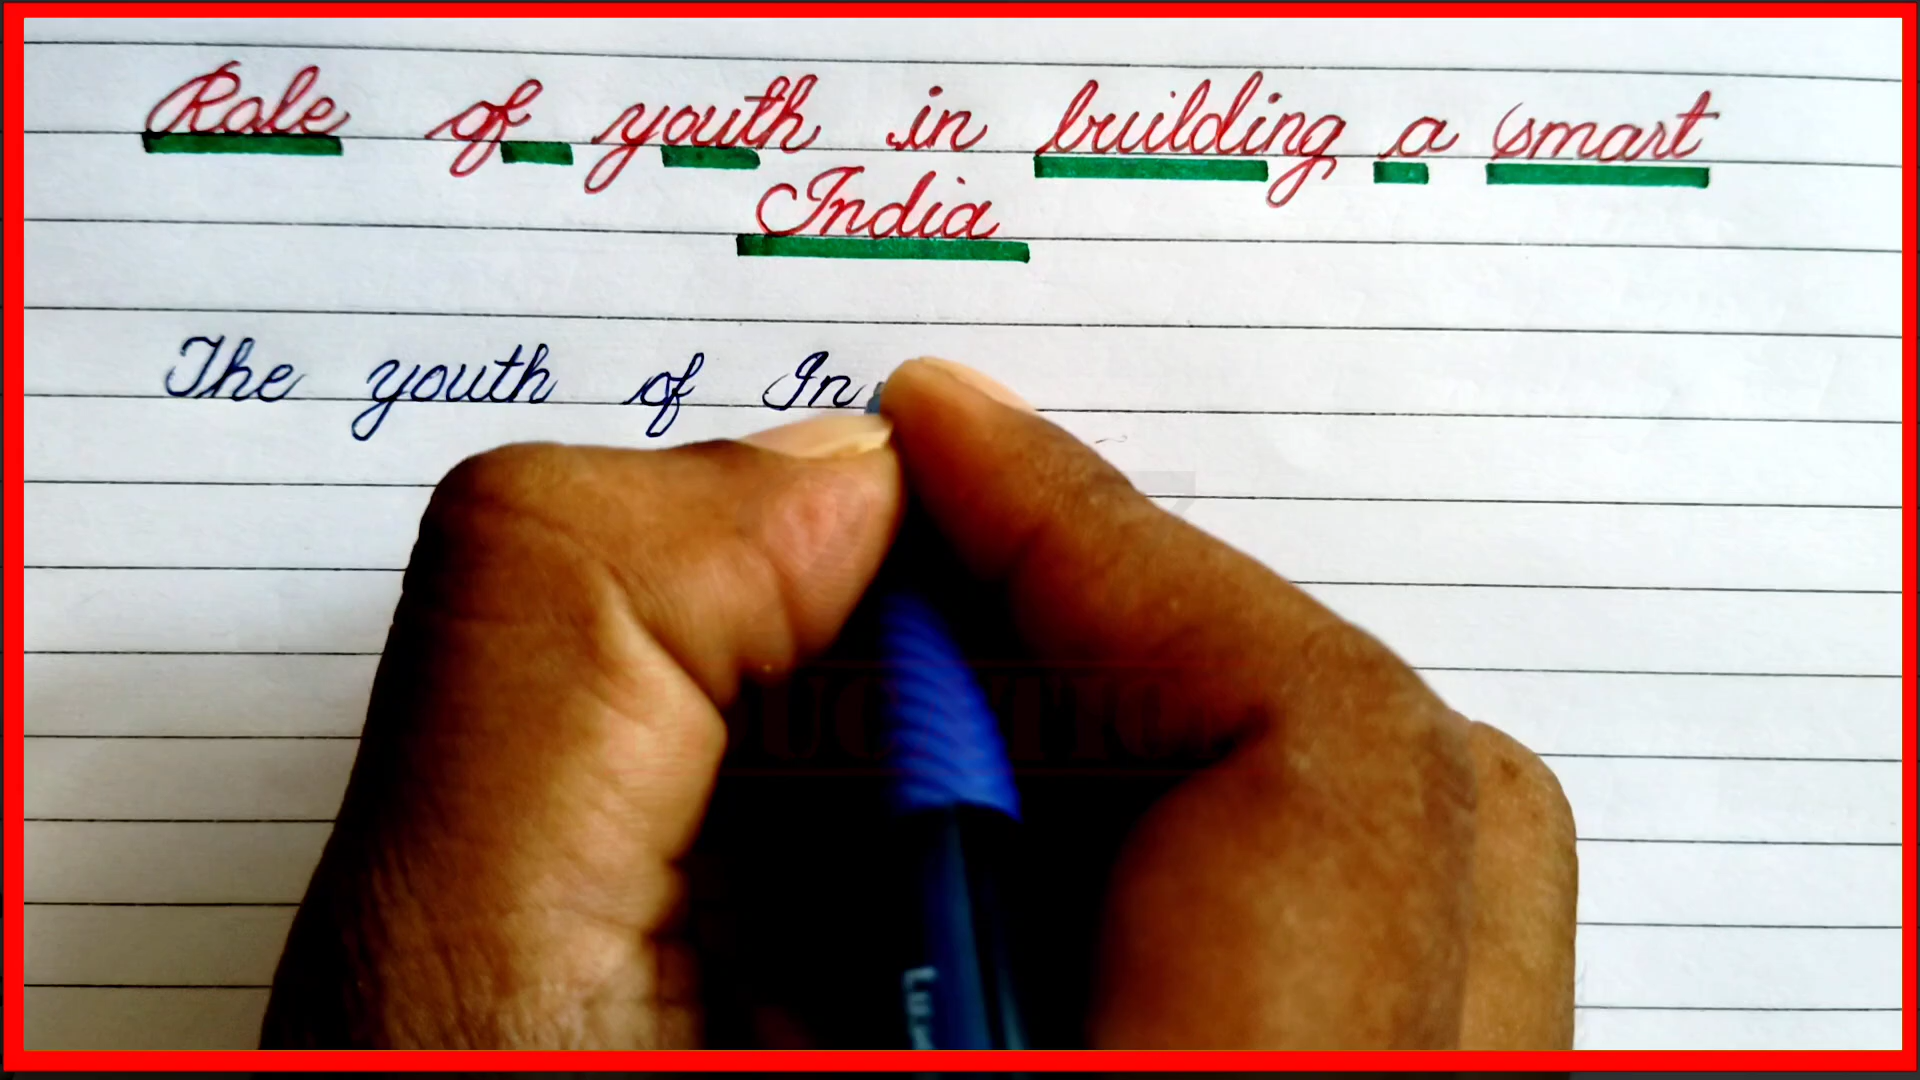 Role of youth in building a smart
India
The youth of In